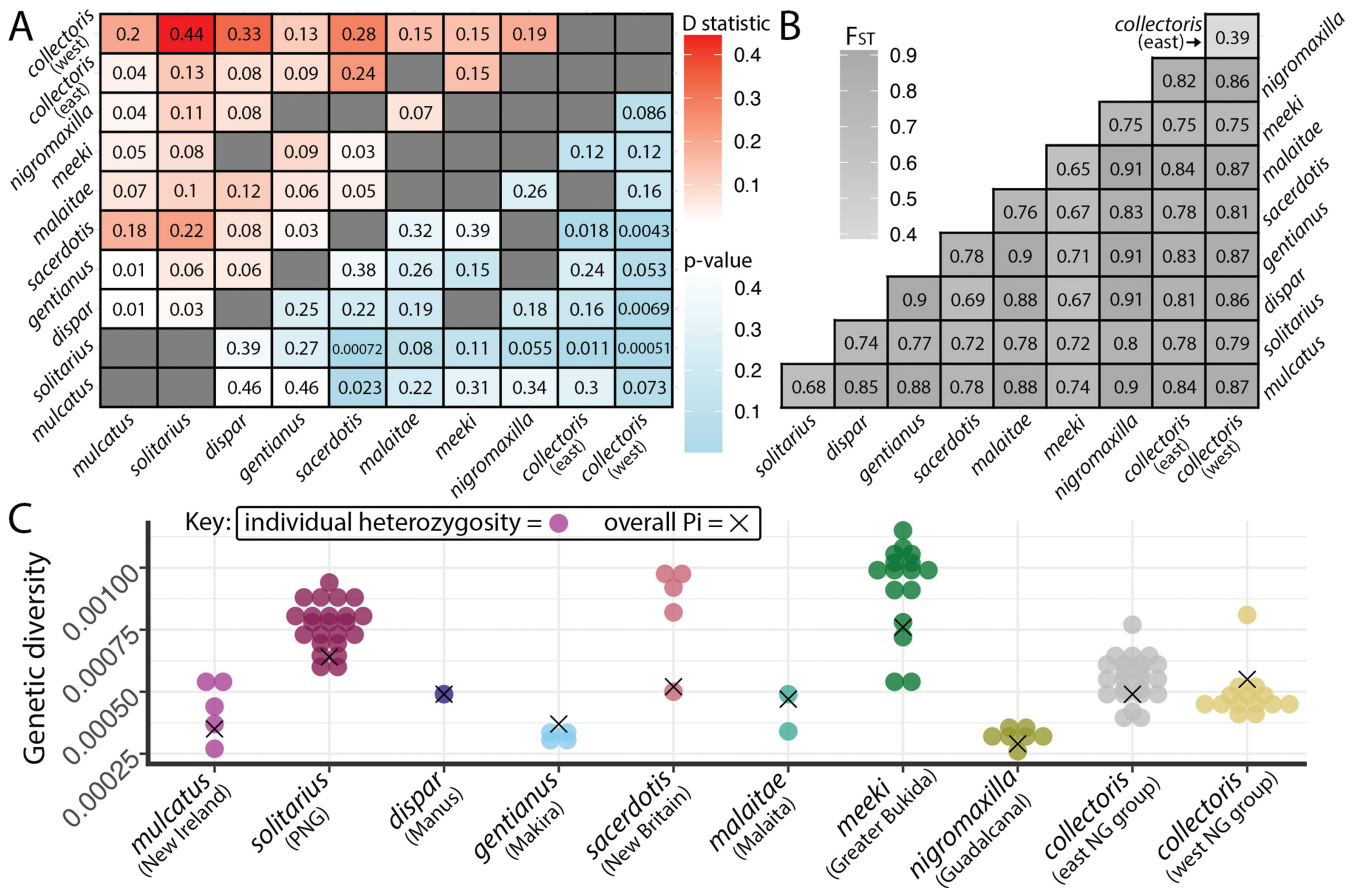 A
collectoris
(west)
0.2 0.44 0.33 0.13 0.28 0.15 0.15 0.19
collectoris
(east)
0.04 0.13 0.08 0.09 0.24 0.15
nigromaxilla
0.04 0.11 0.08 0.07 0.086
meeki
0.05 0.08 0.09 0.03 0.12 0.12
malaitae
0.07 0.1 0.12 0.06 0.05 0.26 0.16
sacerdotis
0.18 0.22 0.08 0.03 0.32 0.39 0.018 0.0043
gentianus
0.01 0.06 0.06 0.38 0.26 0.15 0.24 0.053
dispar
0.01 0.03 0.25 0.22 0.19 0.18 0.16 0.0069
solitarius
0.39 0.27 0.00072 0.08 0.11 0.055 0.011 0.00051
mulcatus
0.46 0.46 0.023 0.22 0.31 0.34 0.3 0.073
mulcatus
solitarius
dispar
gentianus
sacerdotis
malaitae
meeki
nigromaxilla
collectoris
(east)
collectoris
(west)
D statistic
0.4
0.3
0.2
0.1
p-value
0.4
0.3
0.2
0.1
B
FST
0.9
0.8
0.7
0.6
0.5
0.4
collectoris
(east)→
0.39
0.82 0.86
nigromaxilla
0.75 0.75 0.75
meeki
0.65 0.91 0.84 0.87
malaitae
0.76 0.67 0.83 0.78 0.81
sacerdotis
0.78 0.9 0.71 0.91 0.83 0.87
gentianus
0.9 0.69 0.88 0.67 0.91 0.81 0.86
dispar
0.74 0.77 0.72 0.78 0.72 0.8 0.78 0.78
solitarius
0.68 0.85 0.88 0.78 0.88 0.74 0.9 0.84 0.87
mulcatus
solitarius
dispar
gentianus
sacerdotis
malaitae
meeki
nigromaxilla
collectoris
(east)
collectoris
(west)
C
Key: individual heterozygosity = overall Pi = ×
Genetic diversity
0.00100
0.00075
0.00050
0.00025
mulcatus
(New Ireland)
solitarius
(PNG)
dispar
(Manus)
gentianus
(Makira)
sacerdotis
(New Britain)
malaitae
(Malaita)
meeki
(Greater Bukida)
nigromaxilla
(Guadalcanal)
collectoris
(east NG group)
collectoris
(west NG group)